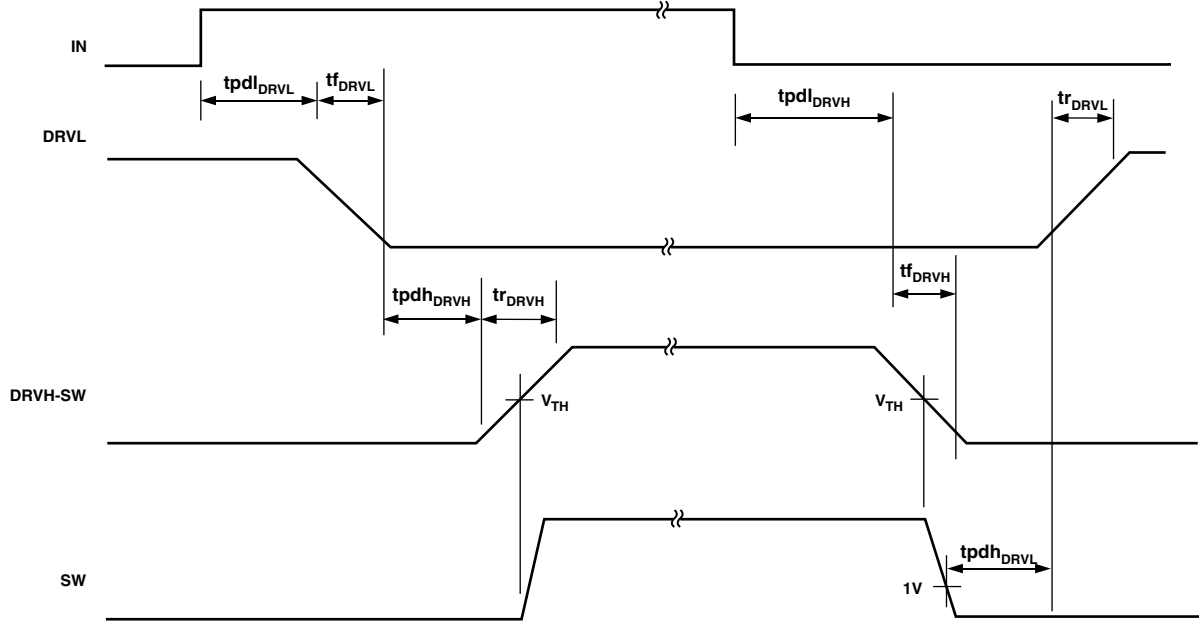 IN
tpdlDRVL
tfDRVL
tpdlDRVH
trDRVL
DRVL
tfDRVH
tpdhDRVH
trDRVH
DRVH-SW
VTH
VTH
tpdhDRVL
SW
1V